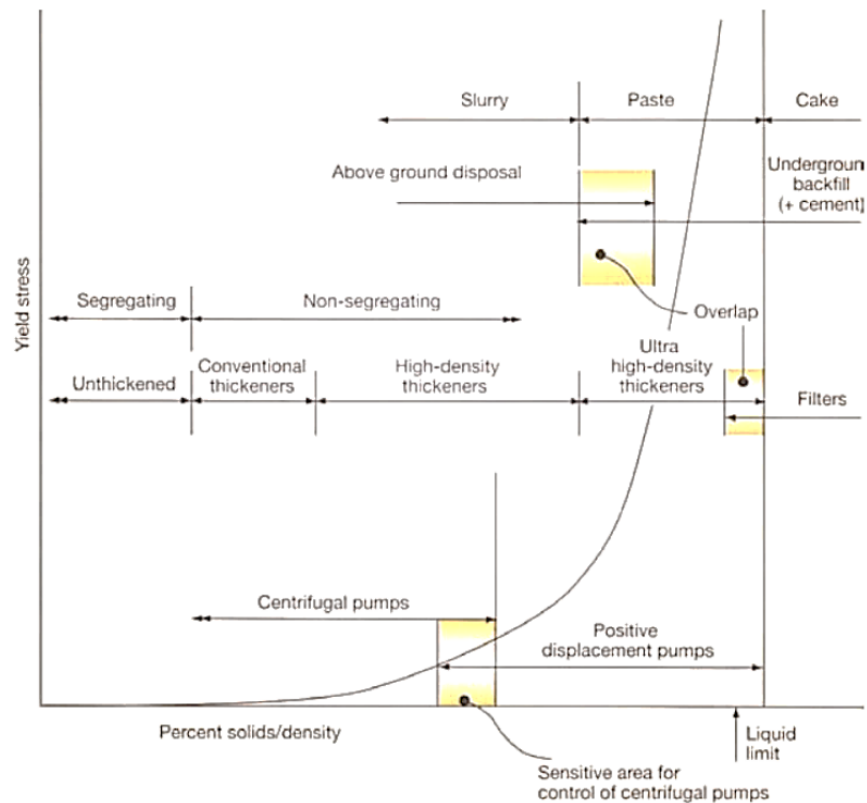 Slurry
Paste
Cake
Above ground disposal
Undergroun
backfill
(+ cement)
Yield stress
Segregating
Non-segregating
Overlap
Unthickened
Conventional
thickeners
High-density
thickeners
Ultra
high-density
thickeners
Filters
Centrifugal pumps
Positive
displacement pumps
Percent solids/density
Liquid
limit
Sensitive area for
control of centrifugal pumps